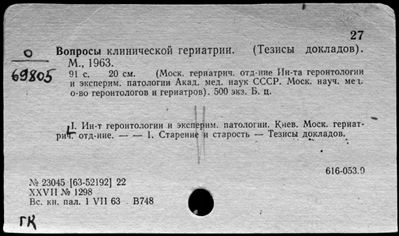 27
О
69805
Вопросы клинической гериатрии. (Тезисы докладов).
М., 1963.
91 с. 20 см. (Моск. гериатрич. отд-ние Ин-та геронтологии
и эксперим. патологии Акад. мед. наук СССР. Моск. науч. мед.
о-во геронтологов и гериатров). 500 экз. Б. ц.
I. Ин-т геронтологии и эксперим. патологии. Киев. Моск. гериат-
рич. отд-ние. — — 1. Старение и старость — Тезисы докладов.
616-053.9
№ 23045 [63-52192] 22
XXVII № 1298
Вс. кн. пал. 1 VII 63 В748
ГК